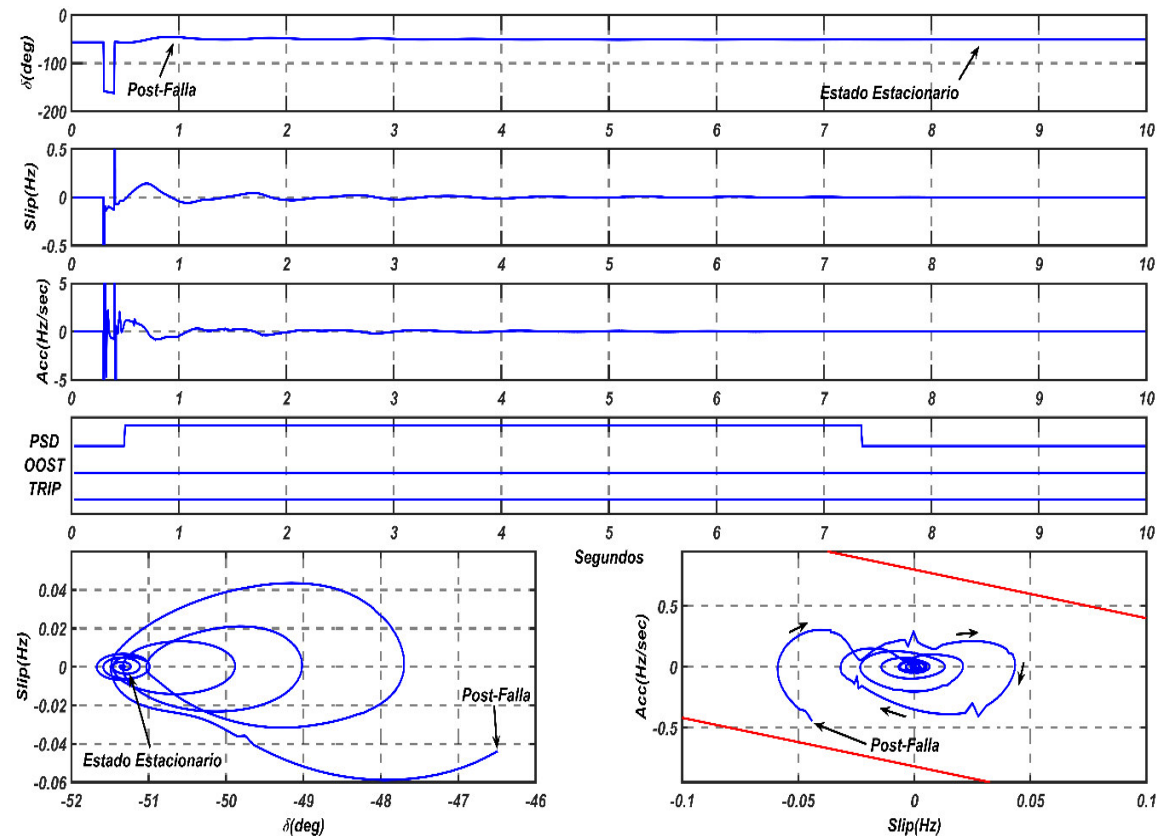 δ(deg)
0
-100
-200
Post-Falla
Estado Estacionario
0 1 2 3 4 5 6 7 8 9 10
Slip(Hz)
0.5
0
-0.5
0 1 2 3 4 5 6 7 8 9 10
Acc(Hz/sec)
5
0
-5
0 1 2 3 4 5 6 7 8 9 10
PSD
OOST
TRIP
0 1 2 3 4 5 6 7 8 9 10
Segundos
Slip(Hz)
0.04
0.02
0
-0.02
-0.04
-0.06
Post-Falla
Estado Estacionario
-52 -51 -50 -49 -48 -47 -46
δ(deg)
Acc(Hz/sec)
0.5
0
-0.5
Post-Falla
-0.1 -0.05 0 0.05 0.1
Slip(Hz)